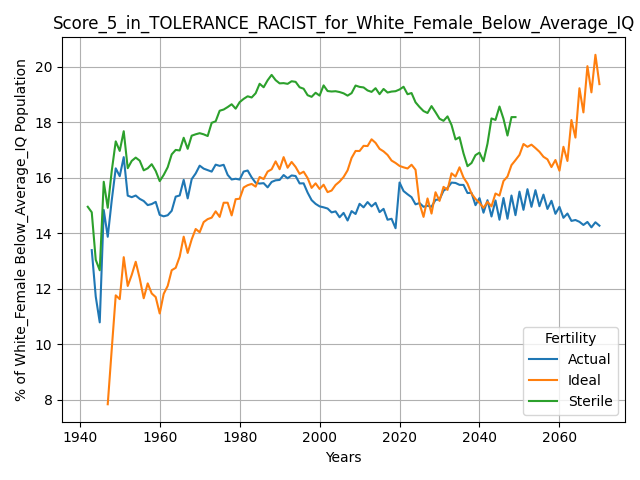 Score_5_in_TOLERANCE_RACIST_for_White_Female_Below_Average_IQ
% of White_Female Below_Average_IQ Population
20
18
16
14
12
10
8
1940 1960 1980 2000 2020 2040 2060
Years
Fertility
Actual
Ideal
Sterile